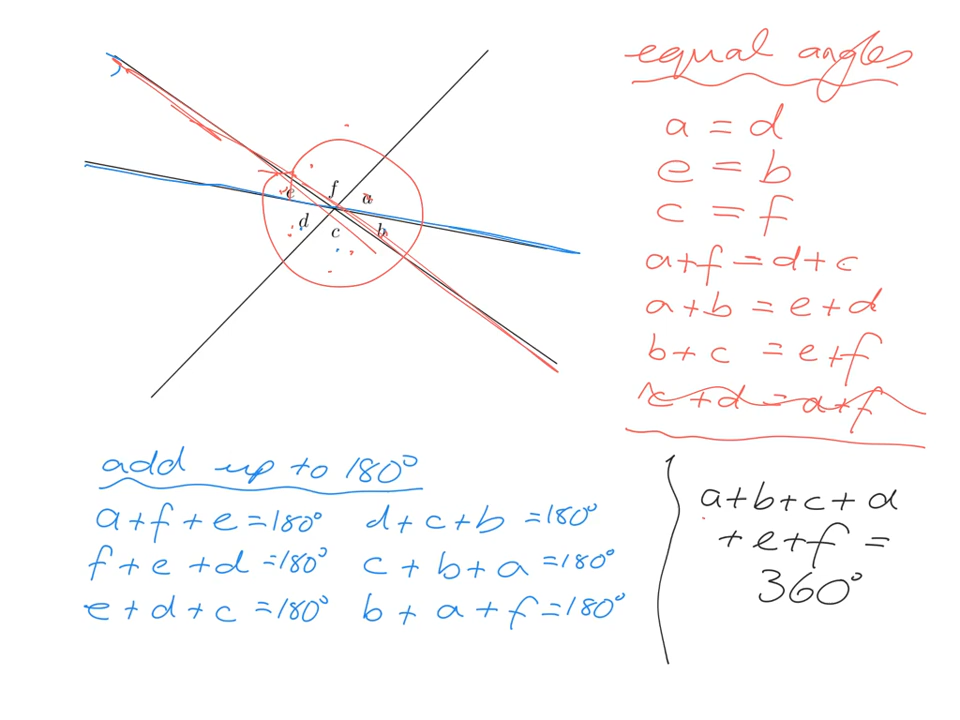 equal angles
a = d
e = b
c = f
a+f = d+c
a+b = e+d
b+c = e+f
c+d = a+f
f
e
a
d
c
b
add up to 180°
a+f+e=180° d+c+b=180°
f+e+d=180° c+b+a=180°
e+d+c=180° b+a+f=180°
a+b+c+d
+e+f=
360°